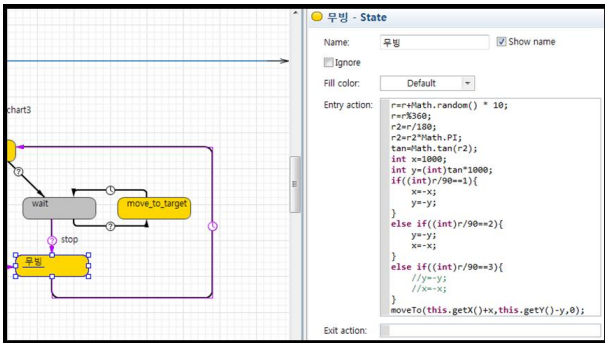 chart3
wait
move_to_target
stop
무빙
무빙 - State
Name:
무빙
Show name
Ignore
Fill color:
Default
Entry action:
r=r+Math.random() * 10;
r=r%360;
r2=r/180;
r2=r2*Math.PI;
tan=Math.tan(r2);
int x=1000;
int y=(int)tan*1000;
if((int)r/90==1){
x=-x;
y=-y;
}
else if((int)r/90==2){
y=-y;
x=-x;
}
else if((int)r/90==3){
//y=-y;
//x=-x;
}
moveTo(this.getX()+x,this.getY()-y,0);
Exit action: